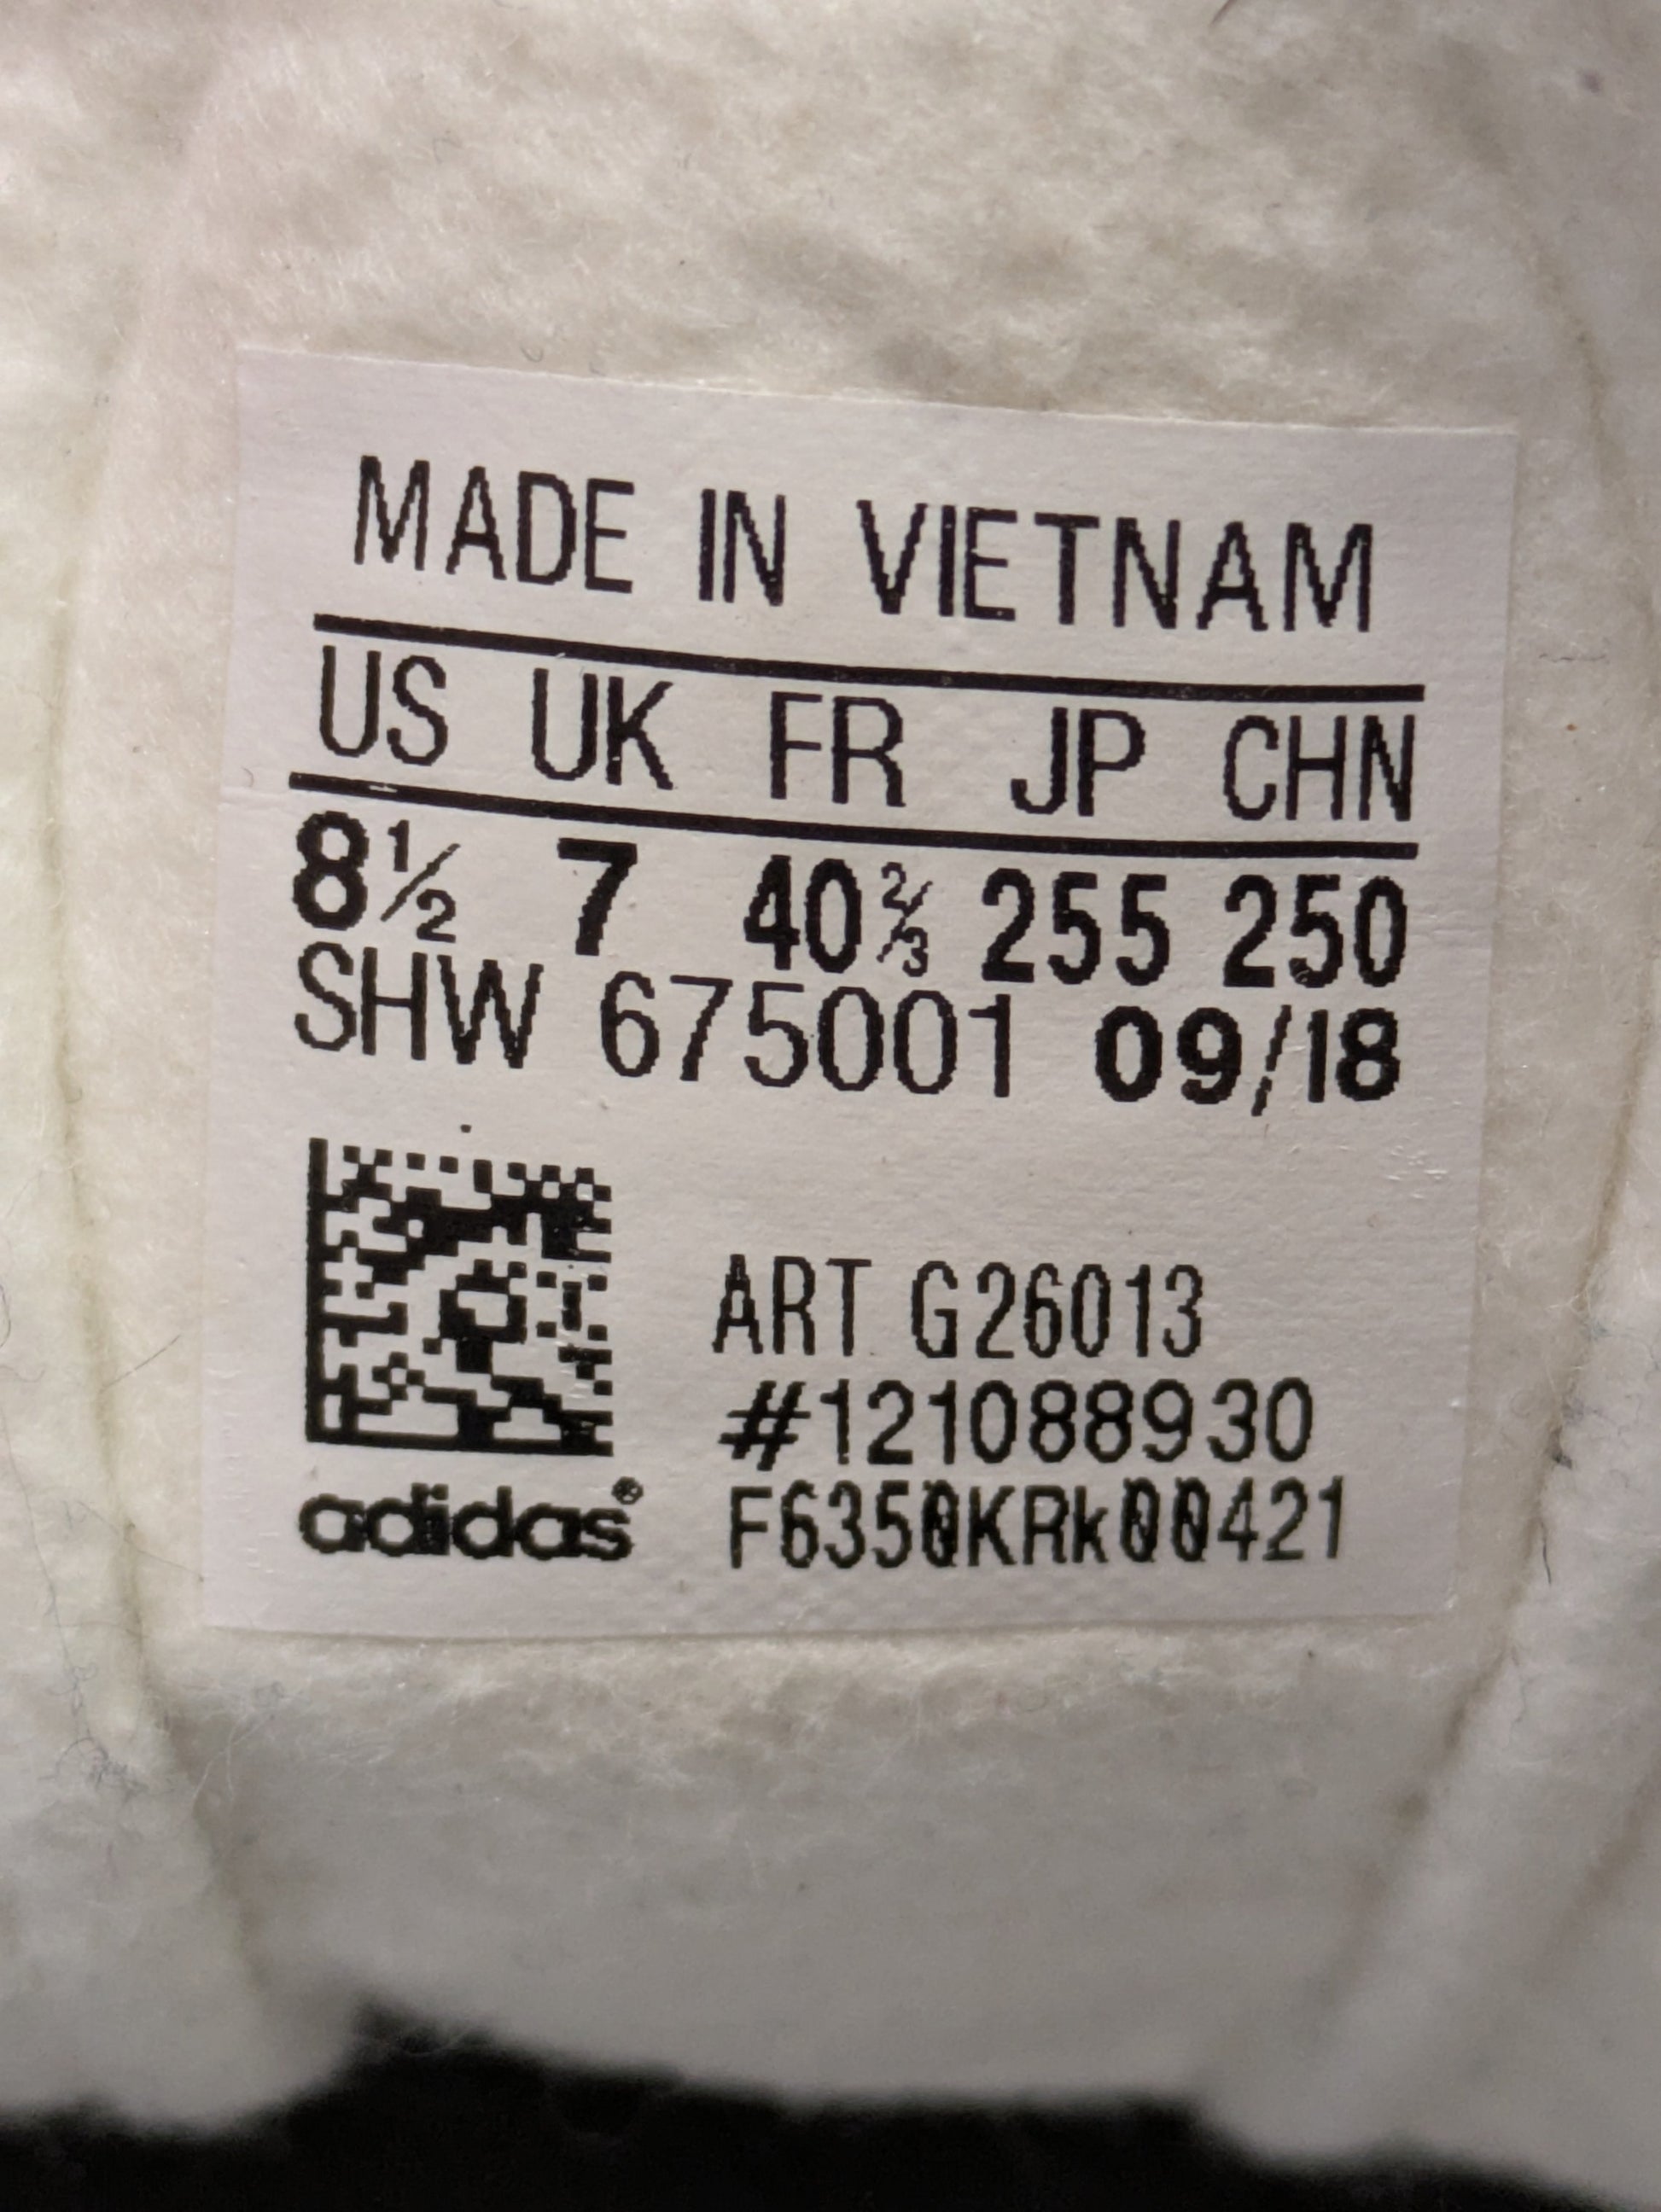 MADE IN VIETNAM
US UK FR JP CHN
8½ 7 40⅔ 255 250
SHW 675001 09/18
ART G26013
#121088930
adidas® F6350KRk00421